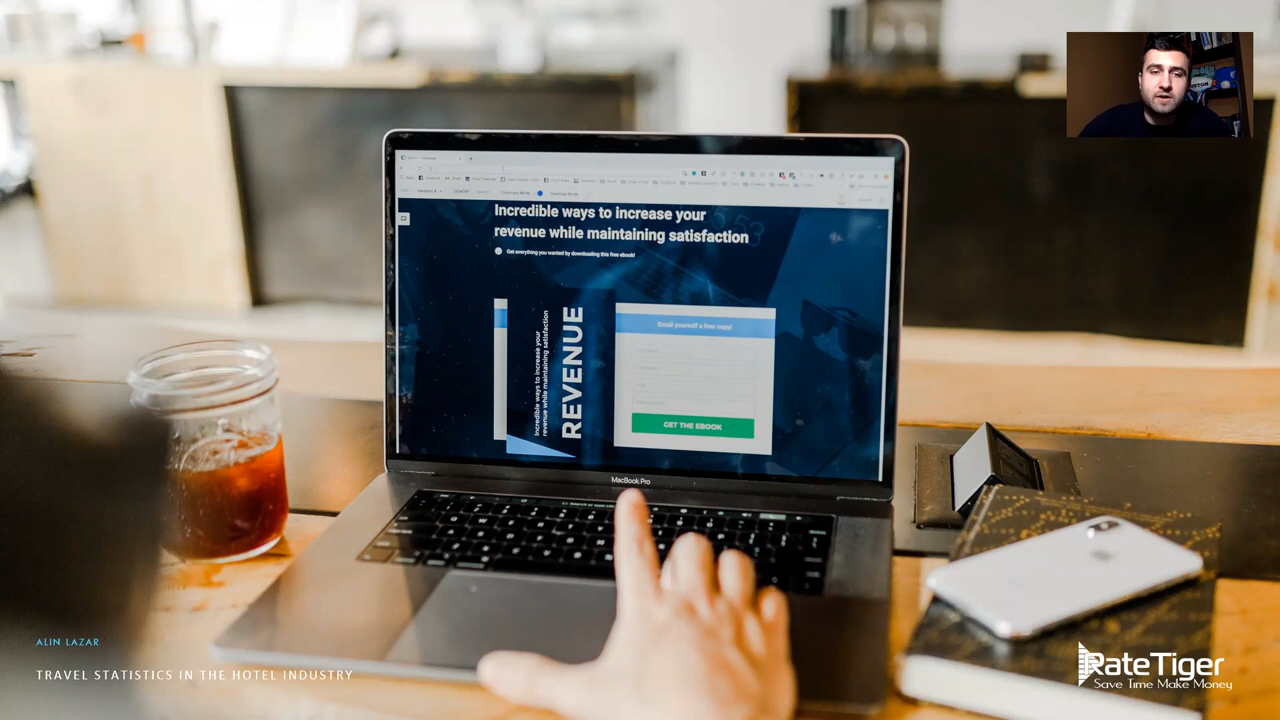 Incredible ways to increase your
revenue while maintaining satisfaction
Get everything you wanted by downloading this free ebook!
Incredible ways to increase your
revenue while maintaining satisfaction
REVENUE
Email yourself a free copy!
GET THE EBOOK
MacBook Pro
ALIN LAZAR
TRAVEL STATISTICS IN THE HOTEL INDUSTRY
RateTiger
Save Time Make Money